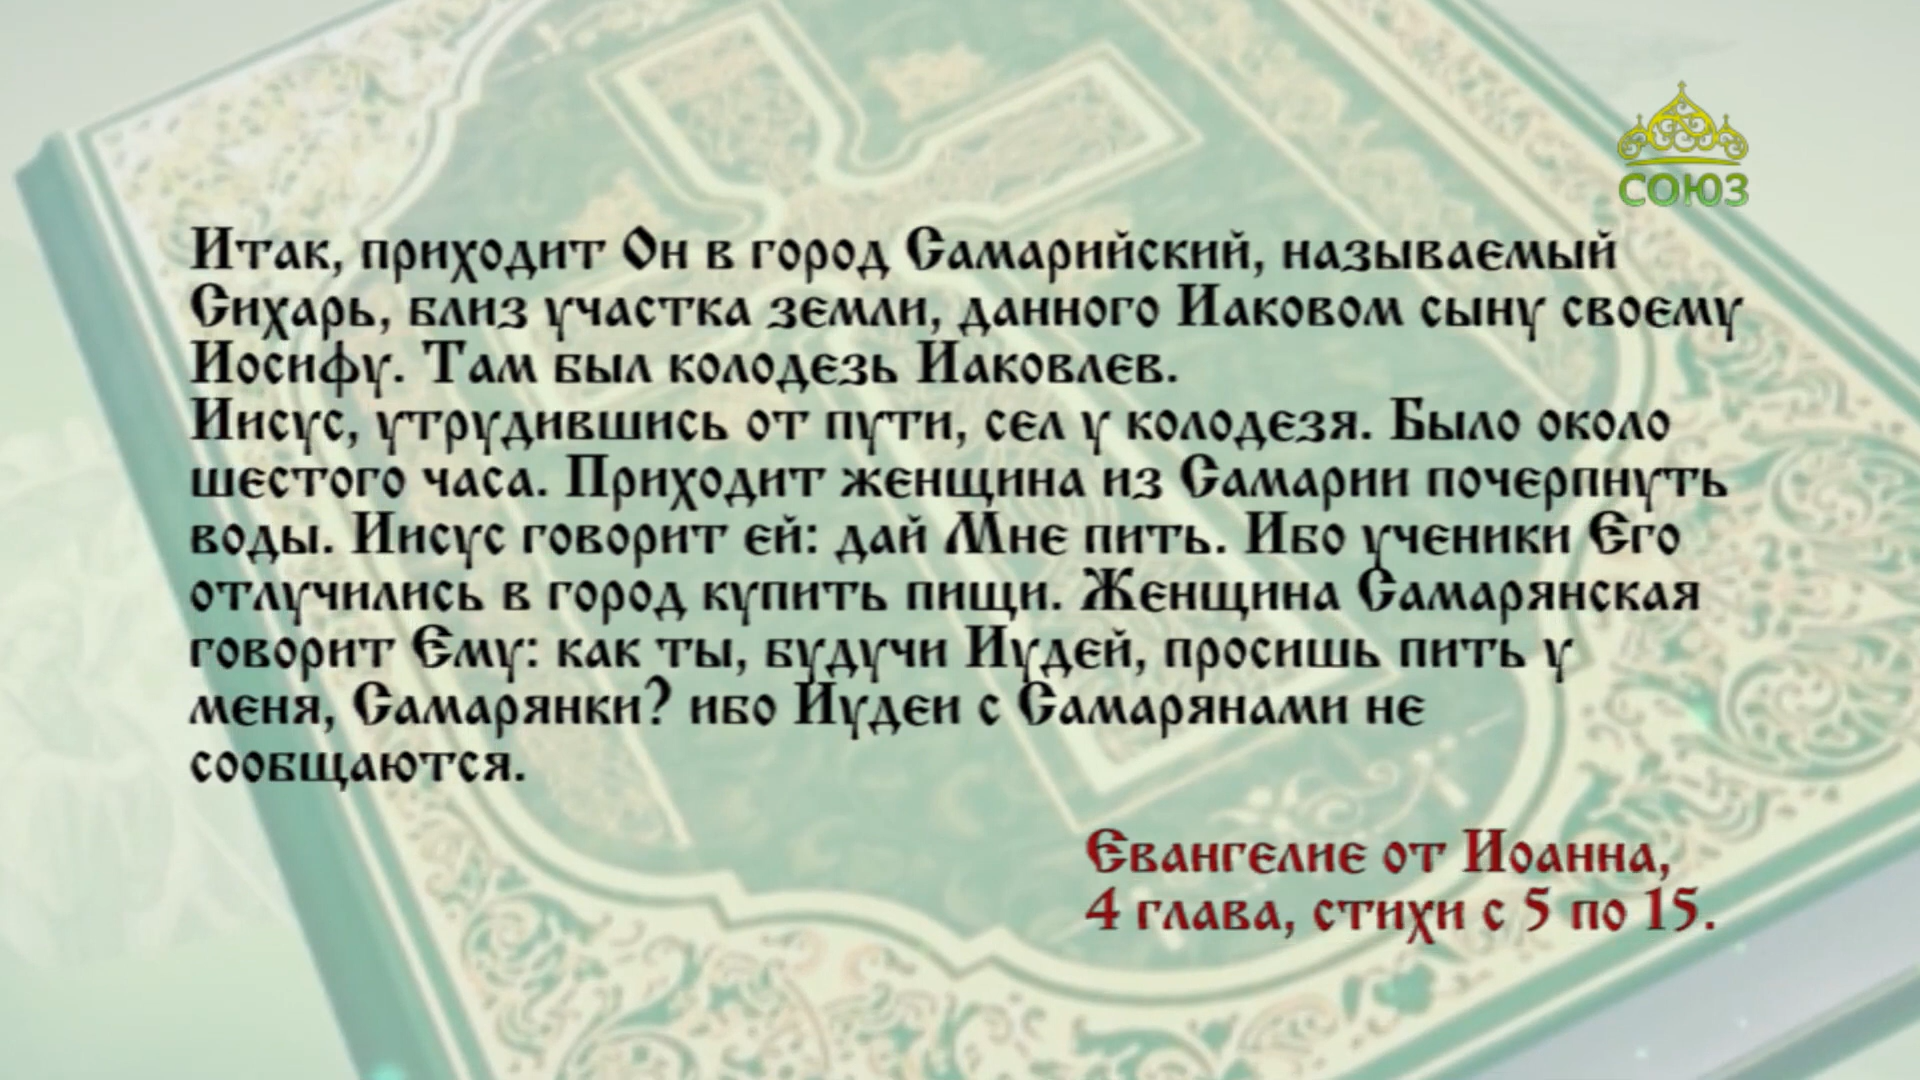 СОЮЗ
Итак, приходит Он в город Самарийский, называемый
Сихарь, близ участка земли, данного Иаковом сыну своему
Иосифу. Там был колодезь Иаковлев.
Иисус, утрудившись от пути, сел у колодезя. Было около
шестого часа. Приходит женщина из Самарии почерпнуть
воды. Иисус говорит ей: дай Мне пить. Ибо ученики Его
отлучились в город купить пищи. Женщина Самарянская
говорит Ему: как ты, будучи Иудей, просишь пить у
меня, Самарянки? ибо Иудеи с Самарянами не
сообщаются.
Евангелие от Иоанна,
4 глава, стихи с 5 по 15.